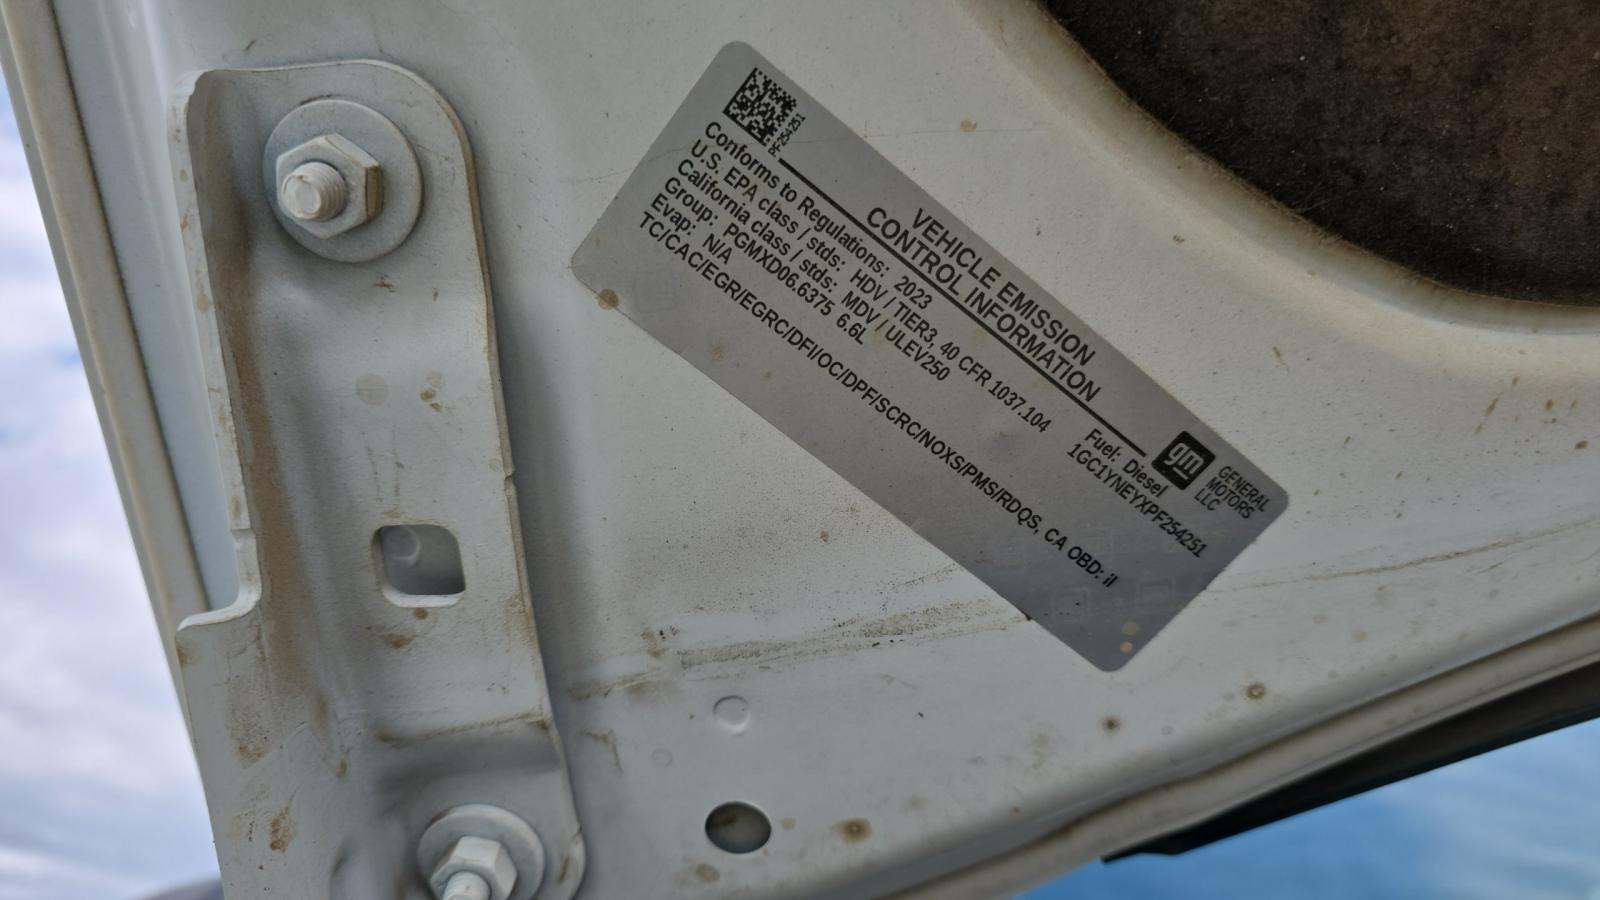 PF254251
VEHICLE EMISSION
CONTROL INFORMATION
gm
GENERAL
MOTORS
LLC
Conforms to Regulations: 2023
Fuel: Diesel
U.S. EPA class / stds: HDV / TIER3, 40 CFR 1037.104
1GC1YNEYXPF254251
California class / stds: MDV / ULEV250
Group: PGMXD06.6375 6.6L
Evap: N/A
TC/CAC/EGR/EGRC/DFI/OC/DPF/SCRC/NOXS/PMS/RDQS, CA OBD: iI